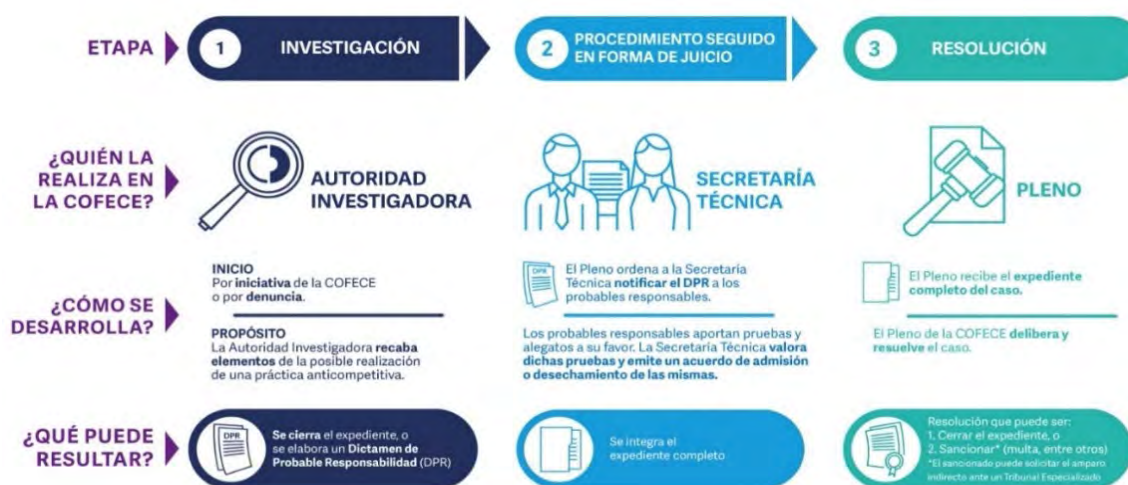 ETAPA
1
INVESTIGACIÓN
2
PROCEDIMIENTO SEGUIDO
EN FORMA DE JUICIO
3
RESOLUCIÓN
¿QUIÉN LA
REALIZA EN
LA COFECE?
AUTORIDAD
INVESTIGADORA
SECRETARÍA
TÉCNICA
PLENO
¿CÓMO SE
DESARROLLA?
INICIO
Por iniciativa de la COFECE
o por denuncia.
PROPÓSITO
La Autoridad Investigadora recaba
elementos de la posible realización
de una práctica anticompetitiva.
DPR
El Pleno ordena a la Secretaría
Técnica notificar el DPR a los
probables responsables.
Los probables responsables aportan pruebas y
alegatos a su favor. La Secretaría Técnica valora
dichas pruebas y emite un acuerdo de admisión
o desechamiento de las mismas.
El Pleno recibe el expediente
completo del caso.
El Pleno de la COFECE delibera y
resuelve el caso.
¿QUÉ PUEDE
RESULTAR?
DPR
Se cierra el expediente, o
se elabora un Dictamen de
Probable Responsabilidad (DPR)
Se integra el
expediente completo
Resolución que puede ser:
1. Cerrar el expediente, o
2. Sancionar* (multa, entre otros)
*El sancionado puede solicitar el amparo
indirecto ante un Tribunal Especializado